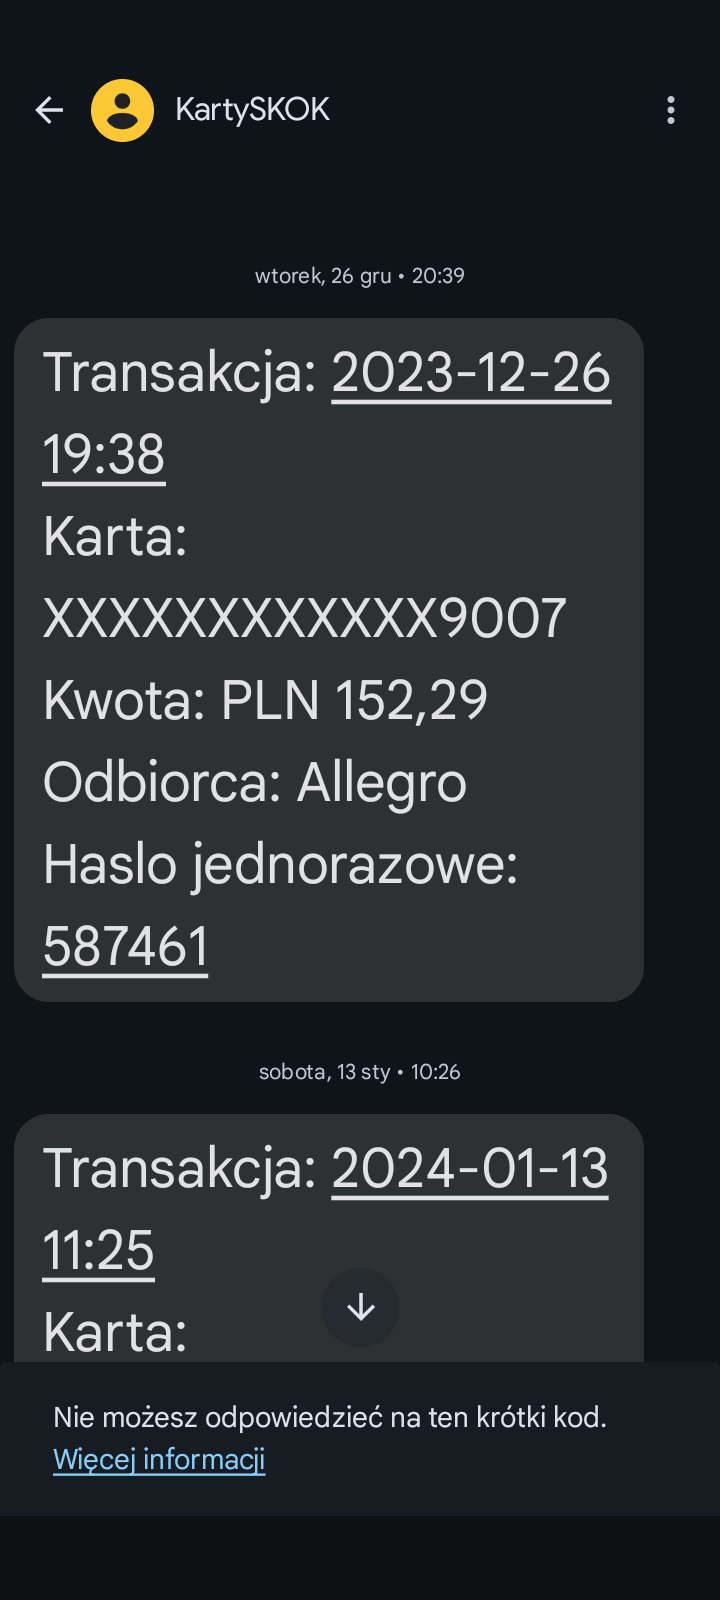 KartySKOK
wtorek, 26 gru • 20:39
Transakcja: 2023-12-26
19:38
Karta:
XXXXXXXXXXXX9007
Kwota: PLN 152,29
Odbiorca: Allegro
Haslo jednorazowe:
587461
sobota, 13 sty • 10:26
Transakcja: 2024-01-13
11:25
Karta:
Nie możesz odpowiedzieć na ten krótki kod.
Więcej informacji